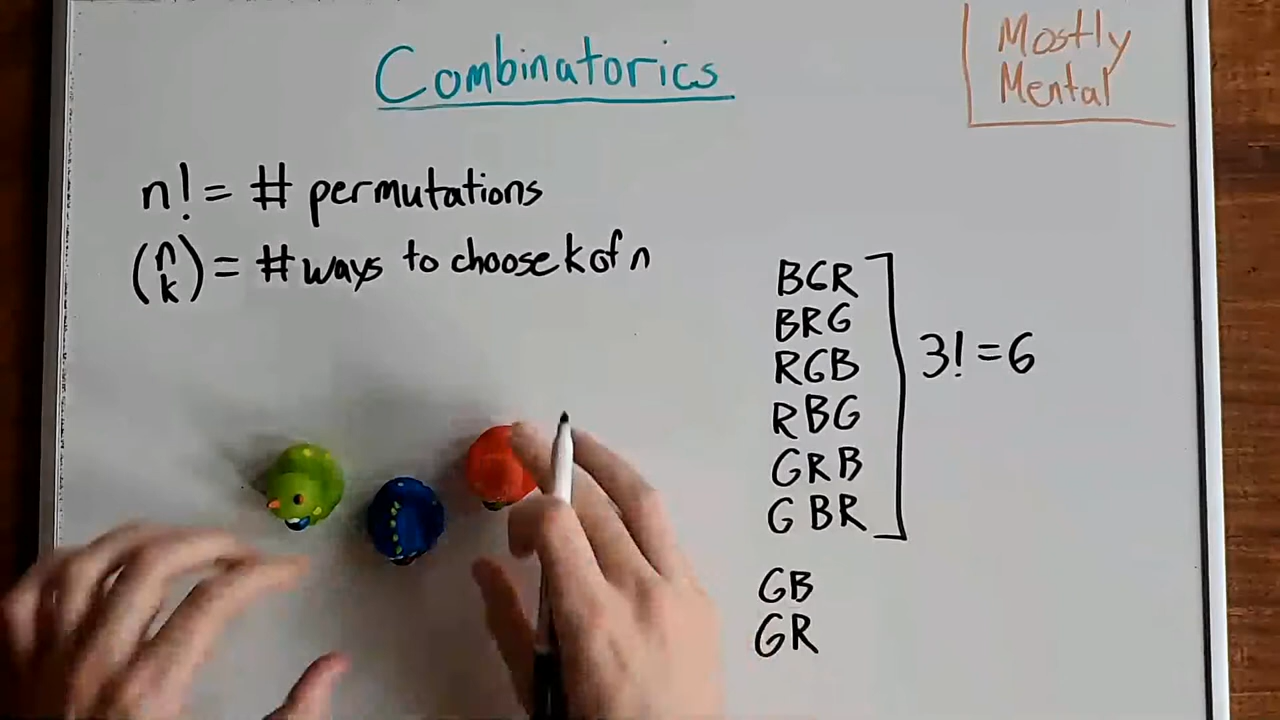 Combinatorics
Mostly
Mental
n! = # permutations
(n k) = # ways to choose k of n
BGR
BRG
RGB
RBG
GRB
GBR
3! = 6
GB
GR